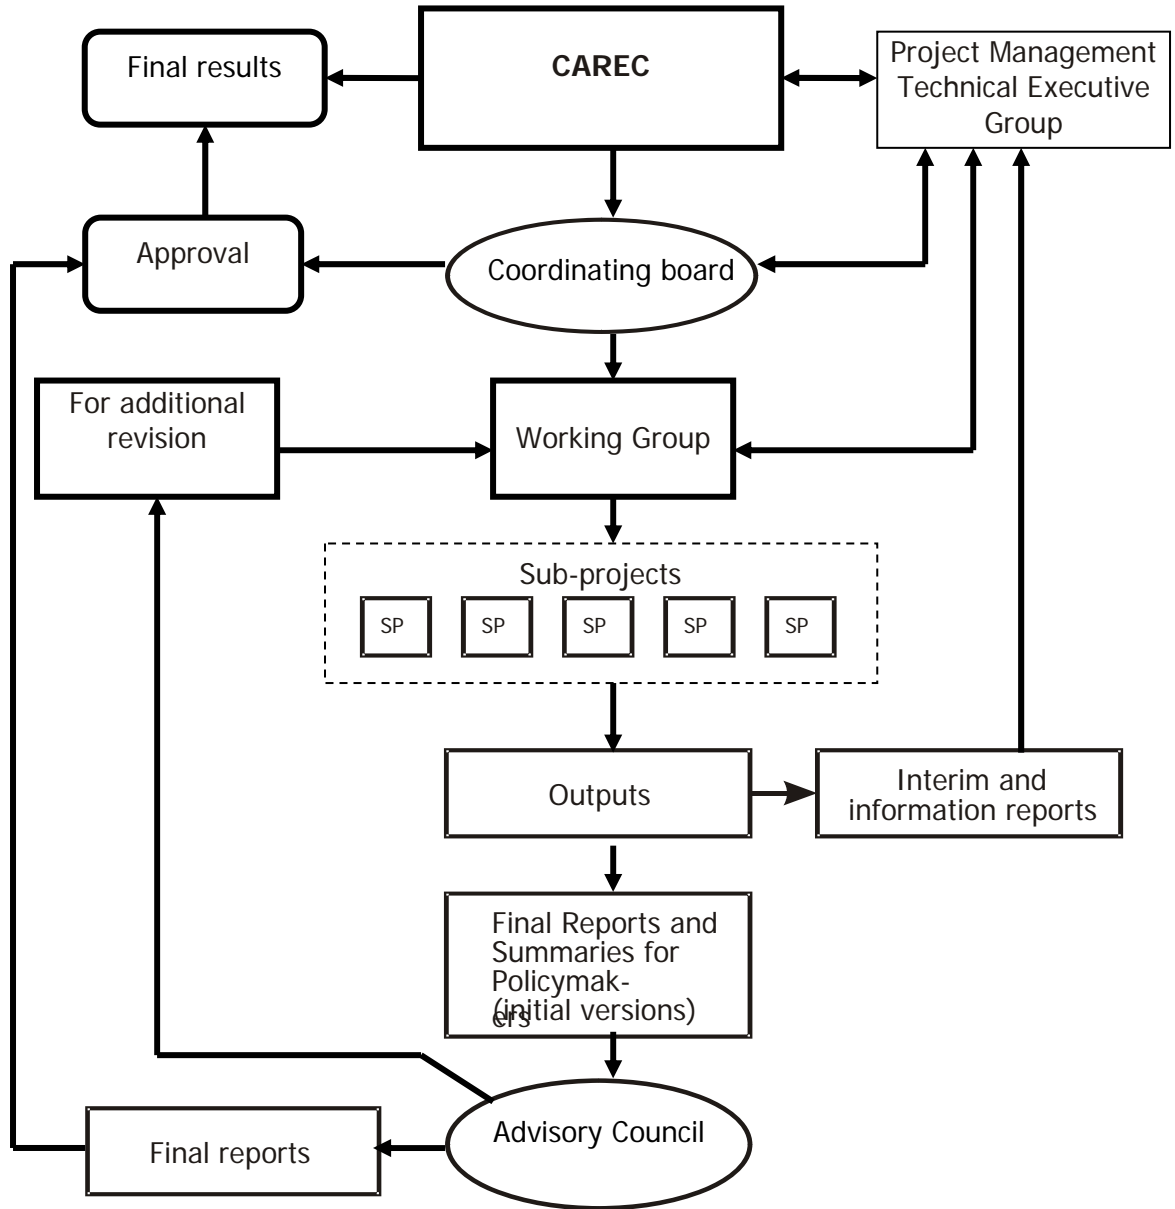 Final results
CAREC
Project Management
Technical Executive
Group
Approval
Coordinating board
For additional
revision
Working Group
Sub-projects
SP
SP
SP
SP
SP
Outputs
Interim and
information reports
Final Reports and
Summaries for
Policymak-
ers
(initial versions)
Advisory Council
Final reports